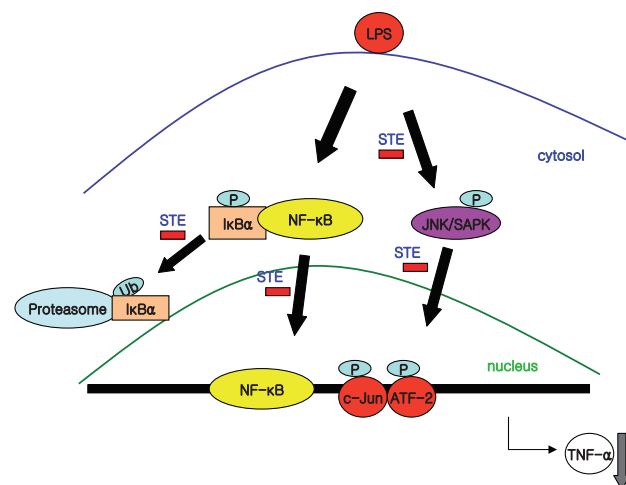 LPS
STE
cytosol
P
P
STE
IκBα
NF-κB
JNK/SAPK
STE
STE
Ub
Proteasome
IκBα
nucleus
P
P
NF-κB
c-Jun
ATF-2
TNF-α